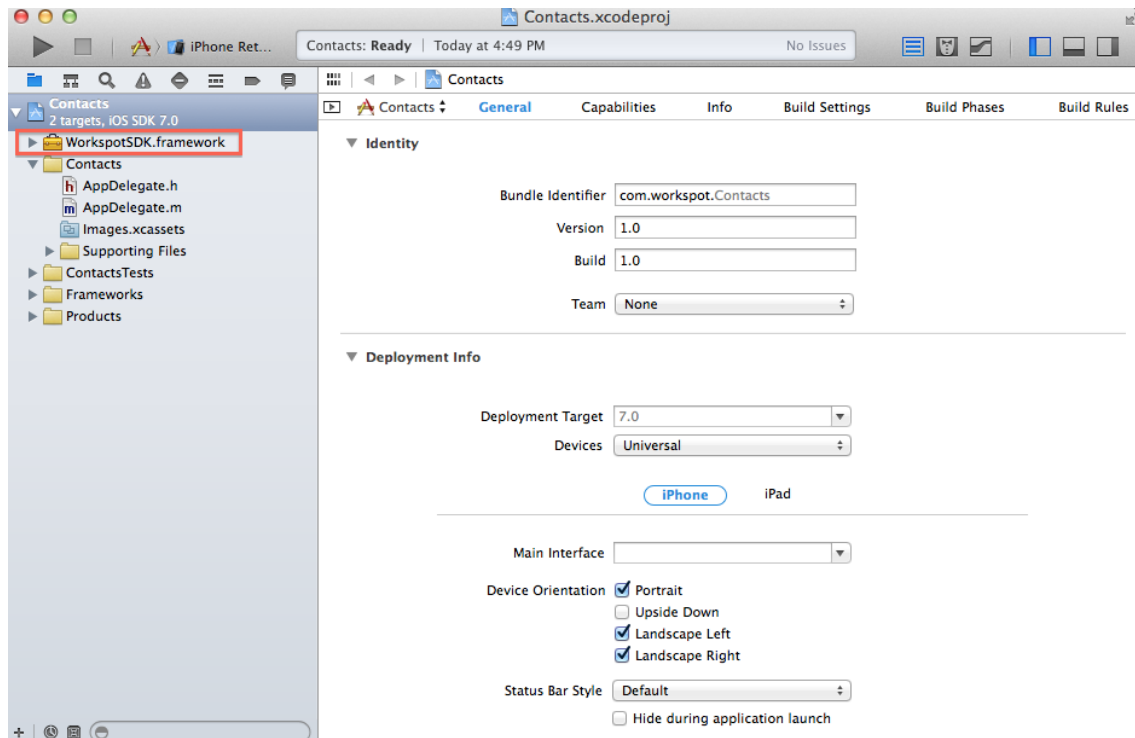 Contacts.xcodeproj
iPhone Ret...
Contacts: Ready | Today at 4:49 PM
No Issues
Contacts
Contacts
2 targets, iOS SDK 7.0
WorkspotSDK.framework
Contacts
h AppDelegate.h
m AppDelegate.m
Images.xcassets
Supporting Files
ContactsTests
Frameworks
Products
Contacts General Capabilities Info Build Settings Build Phases Build Rules
Identity
Bundle Identifier com.workspot.Contacts
Version 1.0
Build 1.0
Team None
Deployment Info
Deployment Target 7.0
Devices Universal
iPhone iPad
Main Interface
Device Orientation Portrait
Upside Down
Landscape Left
Landscape Right
Status Bar Style Default
Hide during application launch